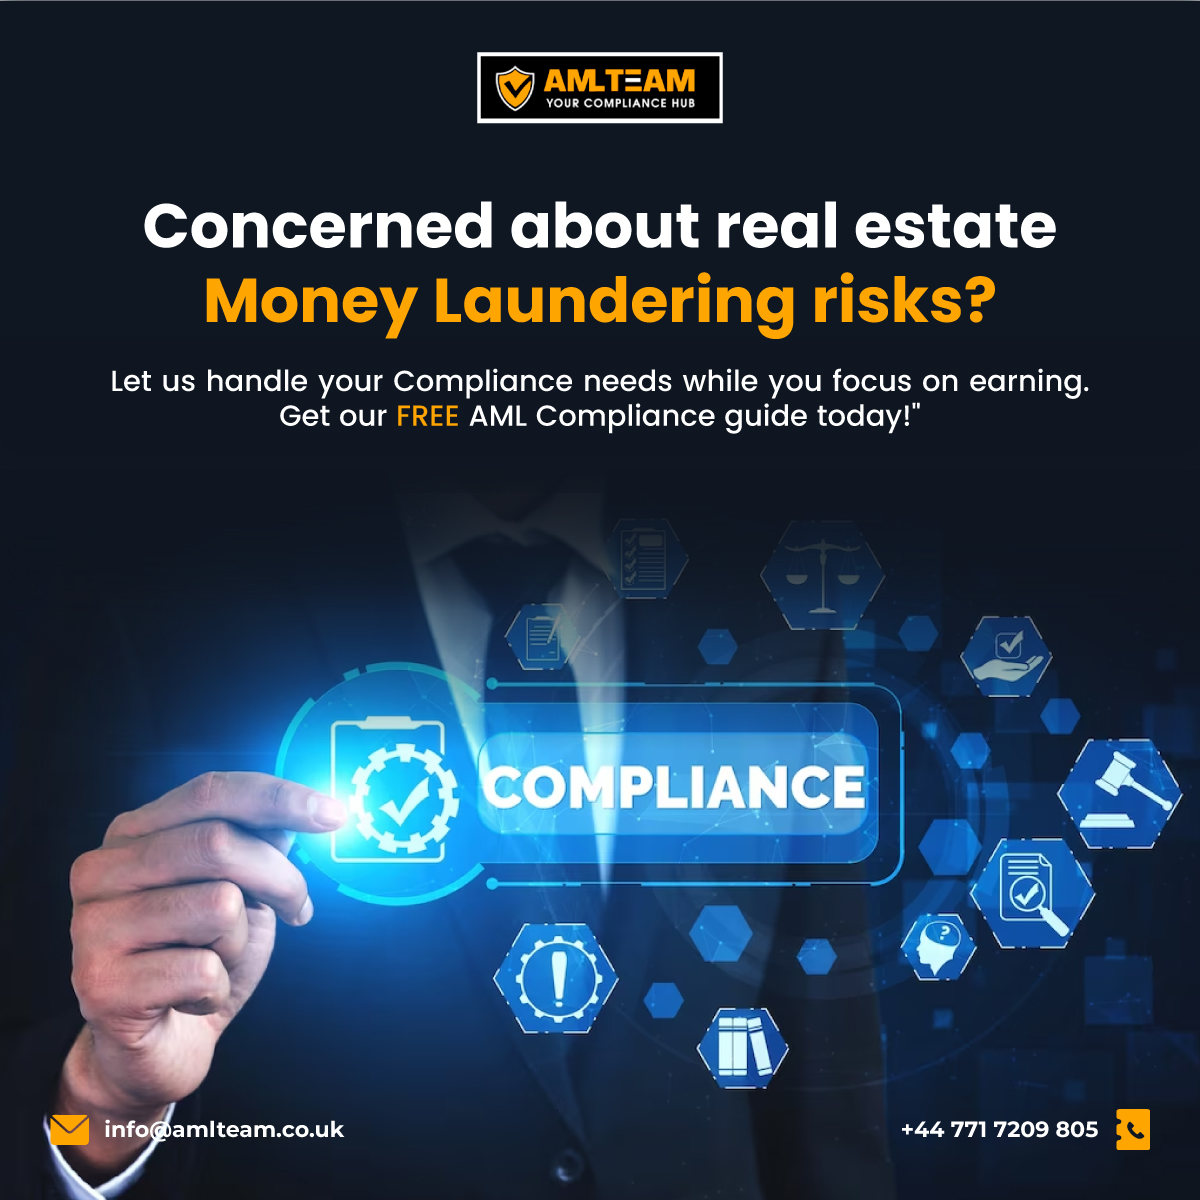 AMLTEAM
YOUR COMPLIANCE HUB
Concerned about real estate
Money Laundering risks?
Let us handle your Compliance needs while you focus on earning.
Get our FREE AML Compliance guide today!"
COMPLIANCE
?
info@amlteam.co.uk
+44 771 7209 805